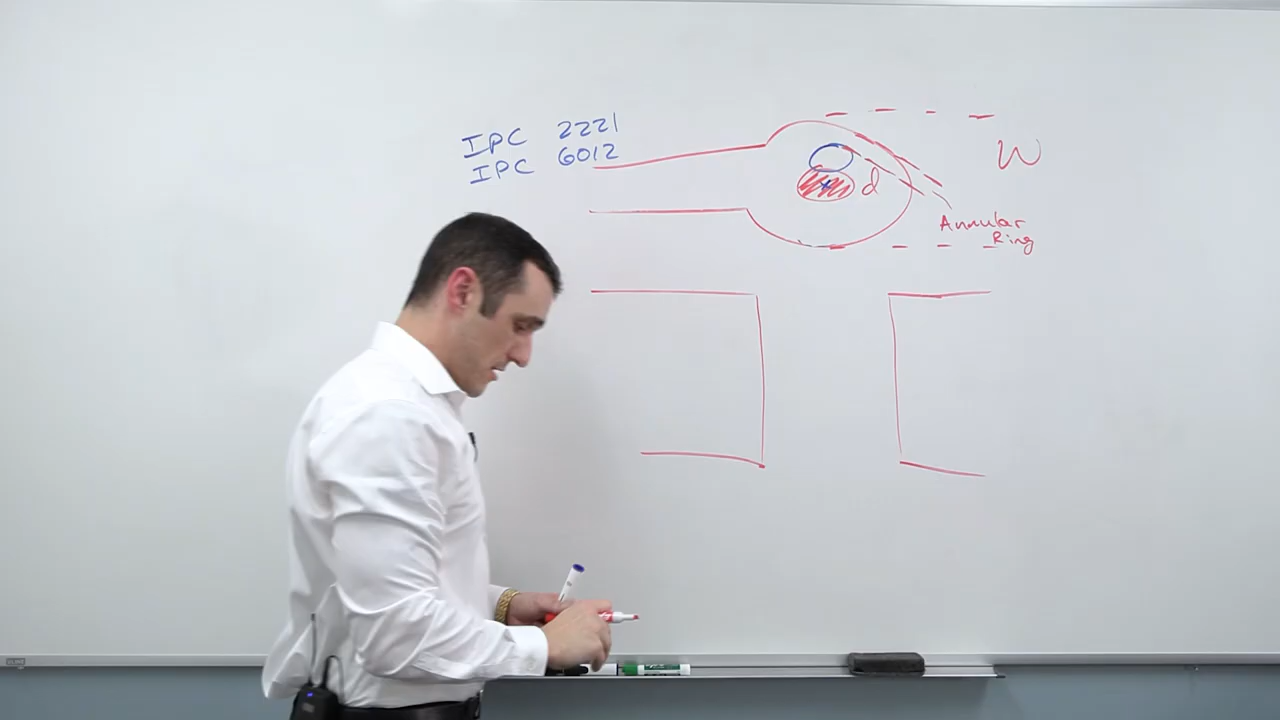 IPC 2221
IPC 6012
W
d
Annular
Ring